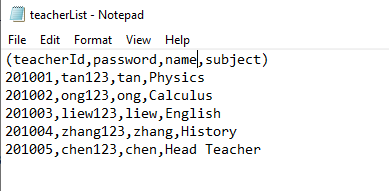 teacherList - Notepad
File Edit Format View Help
(teacherId,password,name,subject)
201001,tan123,tan,Physics
201002,ong123,ong,Calculus
201003,liew123,liew,English
201004,zhang123,zhang,History
201005,chen123,chen,Head Teacher